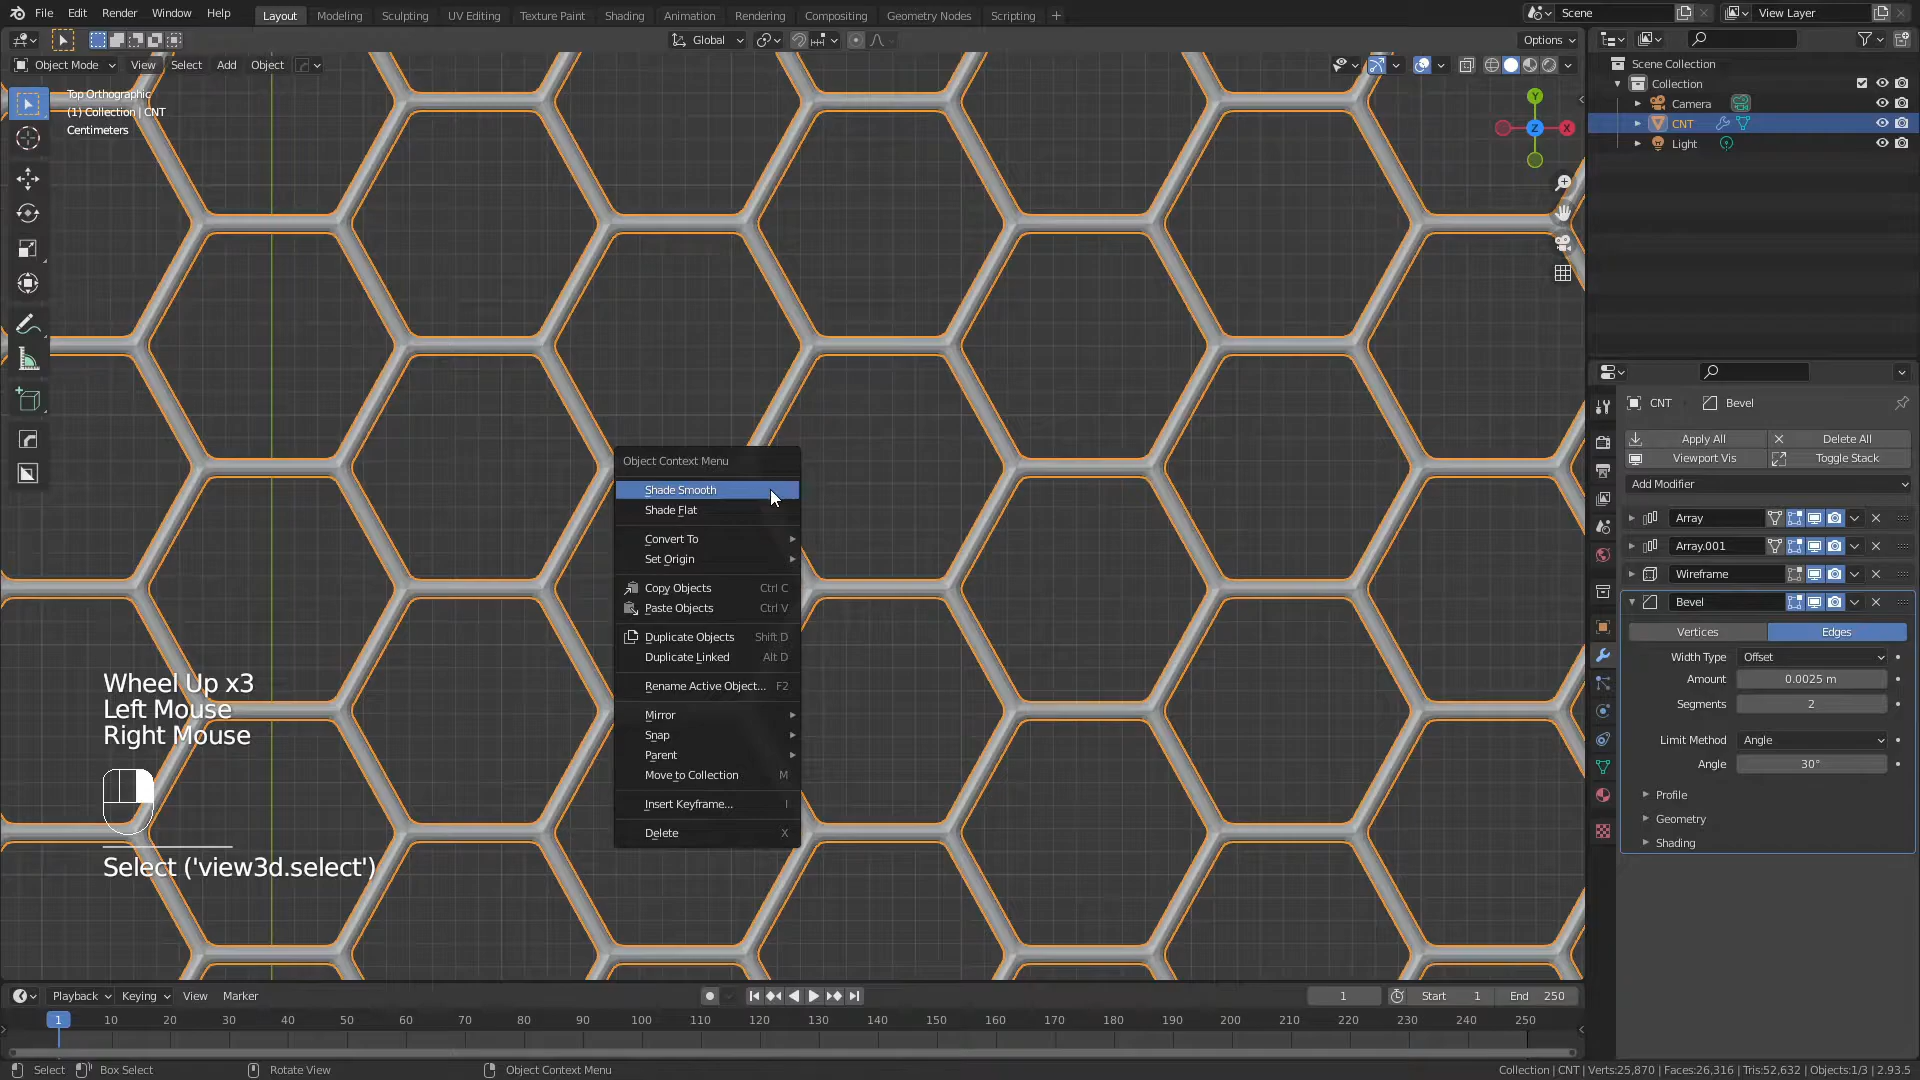 File Edit Render Window Help
Layout Modeling Sculpting UV Editing Texture Paint Shading Animation Rendering Compositing Geometry Nodes Scripting +
Scene
View Layer
Global
Options
Object Mode View Select Add Object
Top Orthographic
(1) Collection | CNT
Centimeters
Y
X
Z
Scene Collection
Collection
Camera
CNT
Light
CNT Bevel
Apply All
Delete All
Viewport Vis
Toggle Stack
Add Modifier
Array
Array.001
Wireframe
Bevel
Vertices Edges
Width Type Offset
Amount 0.0025 m
Segments 2
Limit Method Angle
Angle 30°
Profile
Geometry
Shading
Object Context Menu
Shade Smooth
Shade Flat
Convert To
Set Origin
Copy Objects Ctrl C
Paste Objects Ctrl V
Duplicate Objects Shift D
Duplicate Linked Alt D
Rename Active Object... F2
Mirror
Snap
Parent
Move to Collection M
Insert Keyframe... I
Delete X
Wheel Up x3
Left Mouse
Right Mouse
Select ('view3d.select')
Playback Keying View Marker
1
Start 1
End 250
1 10 20 30 40 50 60 70 80 90 100 110 120 130 140 150 160 170 180 190 200 210 220 230 240 250
Select
Box Select
Rotate View
Object Context Menu
Collection | CNT | Verts:25,870 | Faces:26,316 | Tris:52,632 | Objects:1/3 | 2.93.5